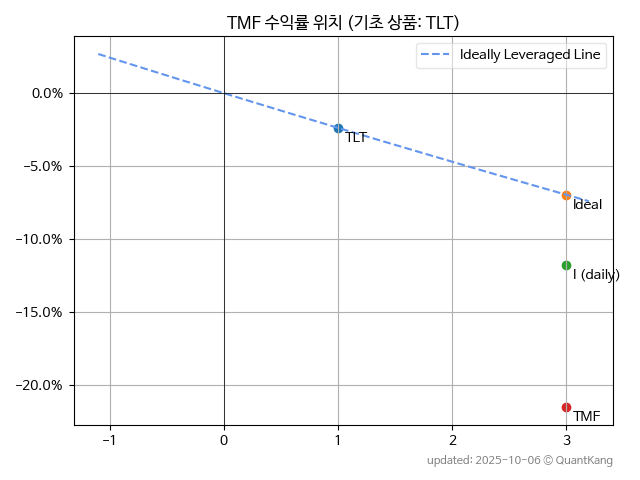 TMF 수익률 위치 (기초 상품: TLT)
Ideally Leveraged Line
0.0%
TLT
−5.0%
Ideal
−10.0%
I (daily)
−15.0%
−20.0%
TMF
−1 0 1 2 3
updated: 2025-10-06 © QuantKang